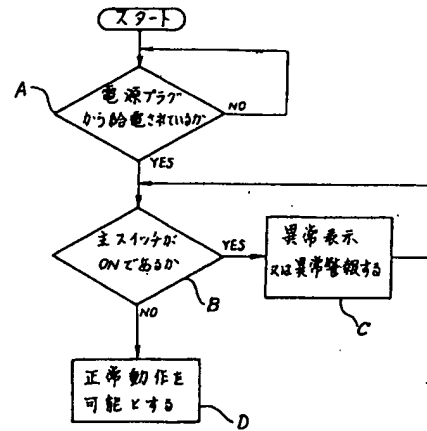 スタート
A
電源プラグ
から給電されているか
NO
YES
主スイッチが
ONであるか
YES
異常表示
又は異常警報する
B
C
NO
正常動作を
可能とする
D